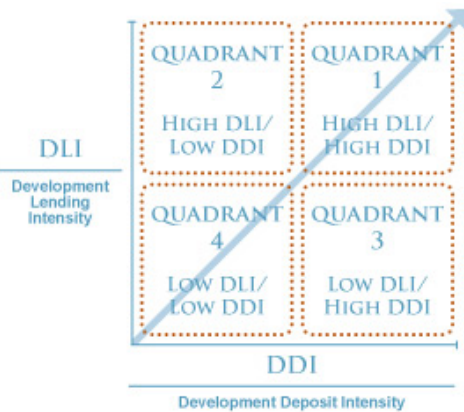 QUADRANT
2
HIGH DLI/
LOW DDI
QUADRANT
1
HIGH DLI/
HIGH DDI
DLI
Development
Lending
Intensity
QUADRANT
4
LOW DLI/
LOW DDI
QUADRANT
3
LOW DLI/
HIGH DDI
DDI
Development Deposit Intensity